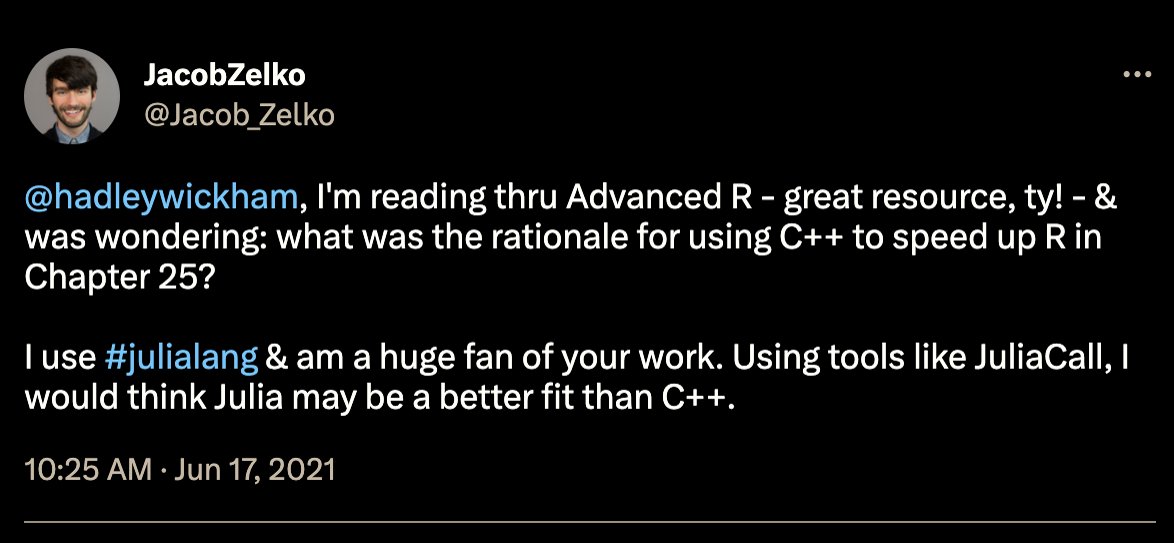 JacobZelko
@Jacob_Zelko
@hadleywickham, I'm reading thru Advanced R - great resource, ty! - &
was wondering: what was the rationale for using C++ to speed up R in
Chapter 25?
I use #julialang & am a huge fan of your work. Using tools like JuliaCall, I
would think Julia may be a better fit than C++.
10:25 AM · Jun 17, 2021